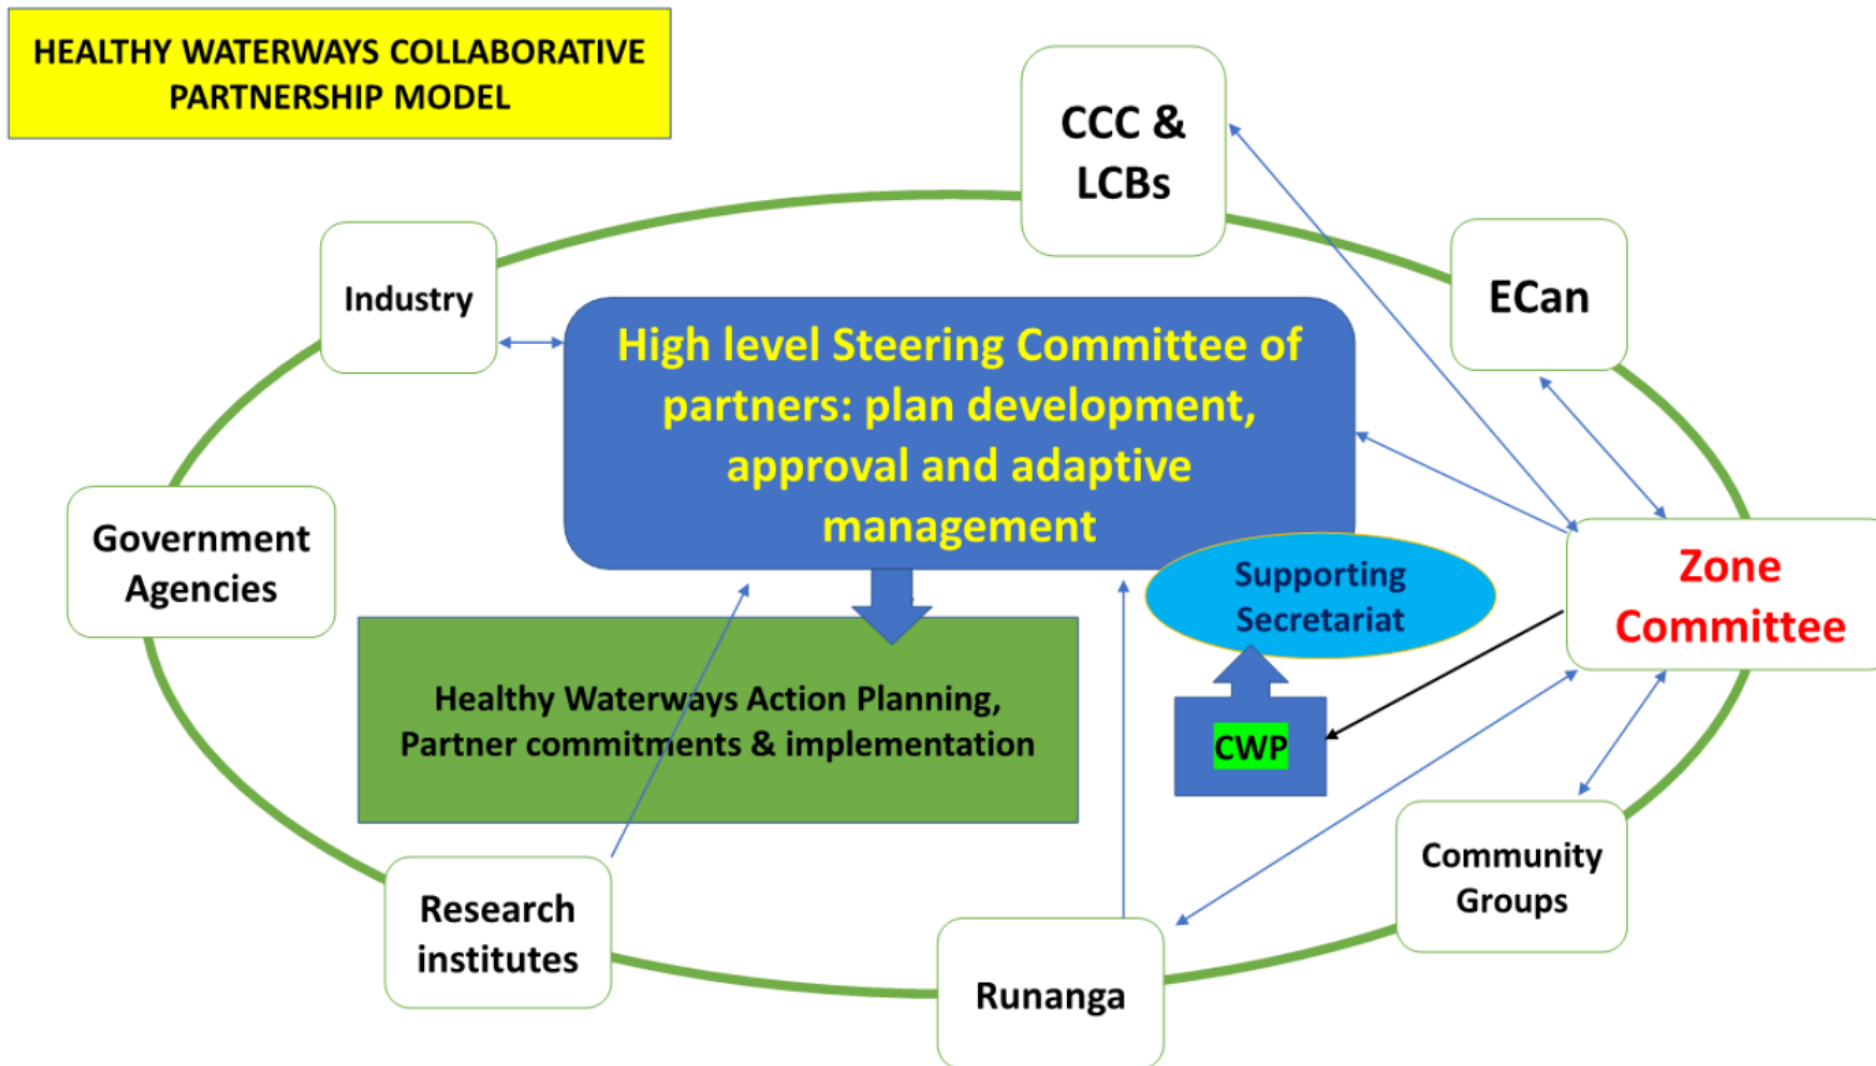 HEALTHY WATERWAYS COLLABORATIVE
PARTNERSHIP MODEL
CCC &
LCBs
Industry
ECan
High level Steering Committee of
partners: plan development,
approval and adaptive
management
Government
Agencies
Supporting
Secretariat
Zone
Committee
Healthy Waterways Action Planning,
Partner commitments & implementation
CWP
Community
Groups
Research
institutes
Runanga